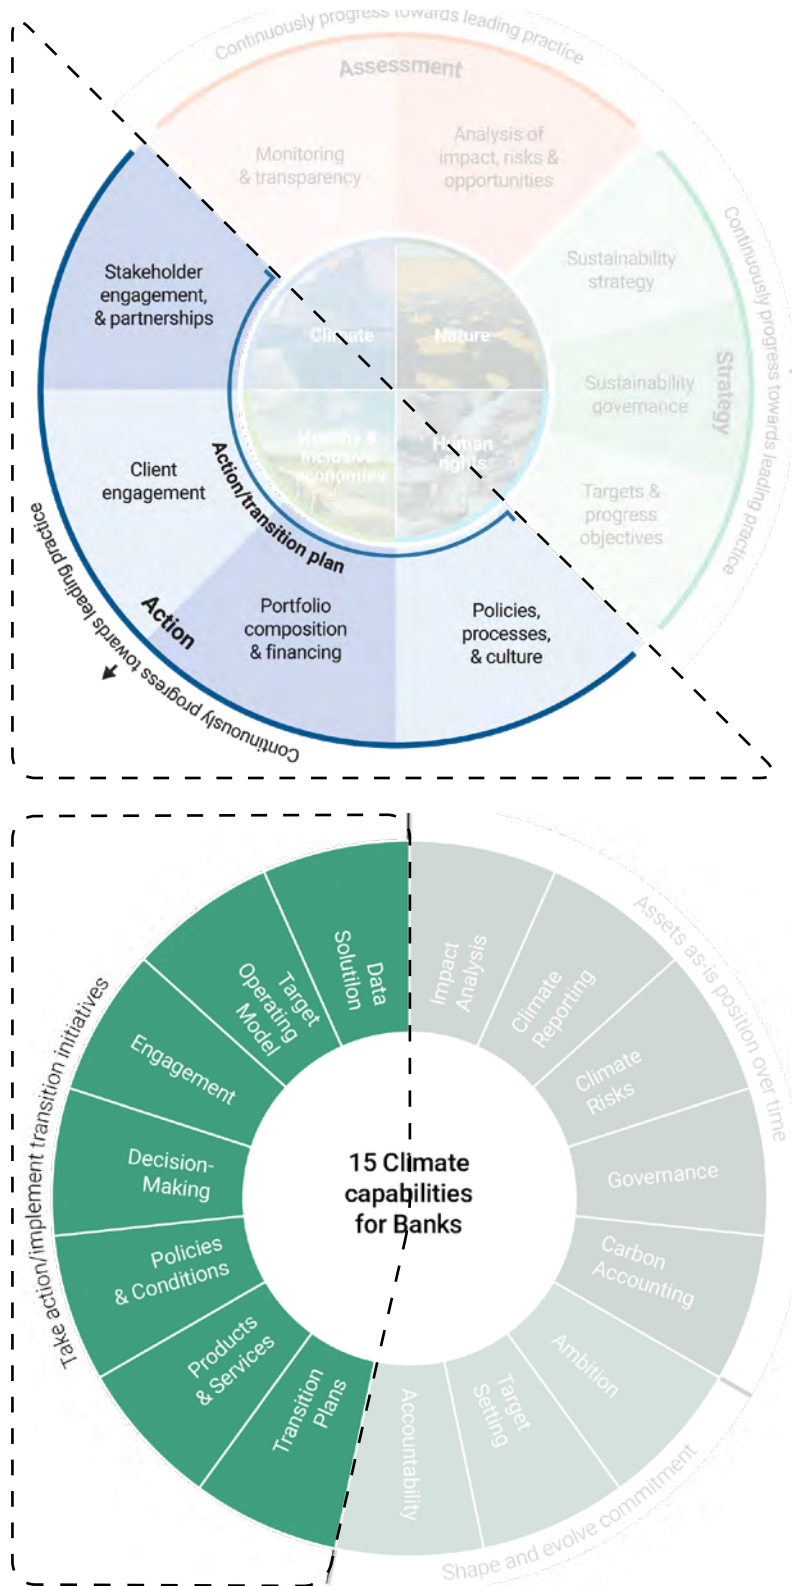 Continuously progress towards leading practice
Assessment
Monitoring
& transparency
Analysis of
impact, risks &
opportunities
Continuously progress towards leading practice
Strategy
Sustainability
strategy
Sustainability
governance
Targets &
progress
objectives
Stakeholder
engagement,
& partnerships
Client
engagement
Portfolio
composition
& financing
Policies,
processes,
& culture
Action
Action/transition plan
Continuously progress towards leading practice
Climate
Nature
Healthy &
inclusive
economies
Human
rights
15 Climate
capabilities
for Banks
Impact
Analysis
Climate
Reporting
Climate
Risks
Governance
Carbon
Accounting
Ambition
Target
Setting
Accountability
Transition
Plans
Products
& Services
Policies
& Conditions
Decision-
Making
Engagement
Target
Operating
Model
Data
Solutilon
Assets as-is position over time
Shape and evolve commitment
Take action/implement transition initiatives